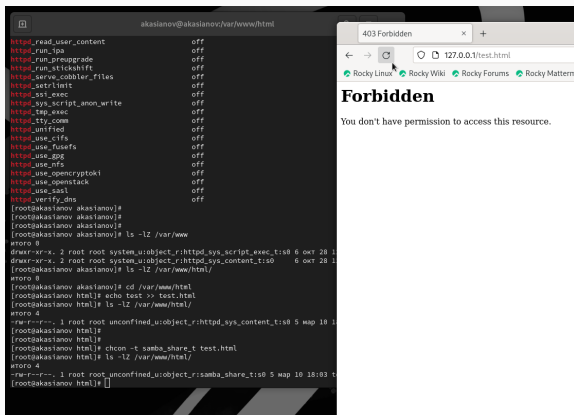 akasianov@akasianov:/var/www/html
httpd_read_user_content off
httpd_run_ipa off
httpd_run_preupgrade off
httpd_run_stickshift off
httpd_serve_cobbler_files off
httpd_setrlimit off
httpd_ssi_exec off
httpd_sys_script_anon_write off
httpd_tmp_exec off
httpd_tty_comm off
httpd_unified off
httpd_use_cifs off
httpd_use_fusefs off
httpd_use_gpg off
httpd_use_nfs off
httpd_use_opencryptoki off
httpd_use_openstack off
httpd_use_sasl off
httpd_verify_dns off
[root@akasianov akasianov]#
[root@akasianov akasianov]#
[root@akasianov akasianov]#
[root@akasianov akasianov]# ls -lZ /var/www
итого 0
drwxr-xr-x. 2 root root system_u:object_r:httpd_sys_script_exec_t:s0 6 окт 28 1
drwxr-xr-x. 2 root root system_u:object_r:httpd_sys_content_t:s0 6 окт 28 1
[root@akasianov akasianov]# ls -lZ /var/www/html/
итого 0
[root@akasianov akasianov]# cd /var/www/html
[root@akasianov html]# echo test >> test.html
[root@akasianov html]# ls -lZ /var/www/html/
итого 4
-rw-r--r--. 1 root root unconfined_u:object_r:httpd_sys_content_t:s0 5 мар 10 1
[root@akasianov html]#
[root@akasianov html]#
[root@akasianov html]# chcon -t samba_share_t test.html
[root@akasianov html]# ls -lZ /var/www/html/
итого 4
-rw-r--r--. 1 root root unconfined_u:object_r:samba_share_t:s0 5 мар 10 18:03 t
[root@akasianov html]#
403 Forbidden
127.0.0.1/test.html
Rocky Linux Rocky Wiki Rocky Forums Rocky Matterm
Forbidden
You don't have permission to access this resource.